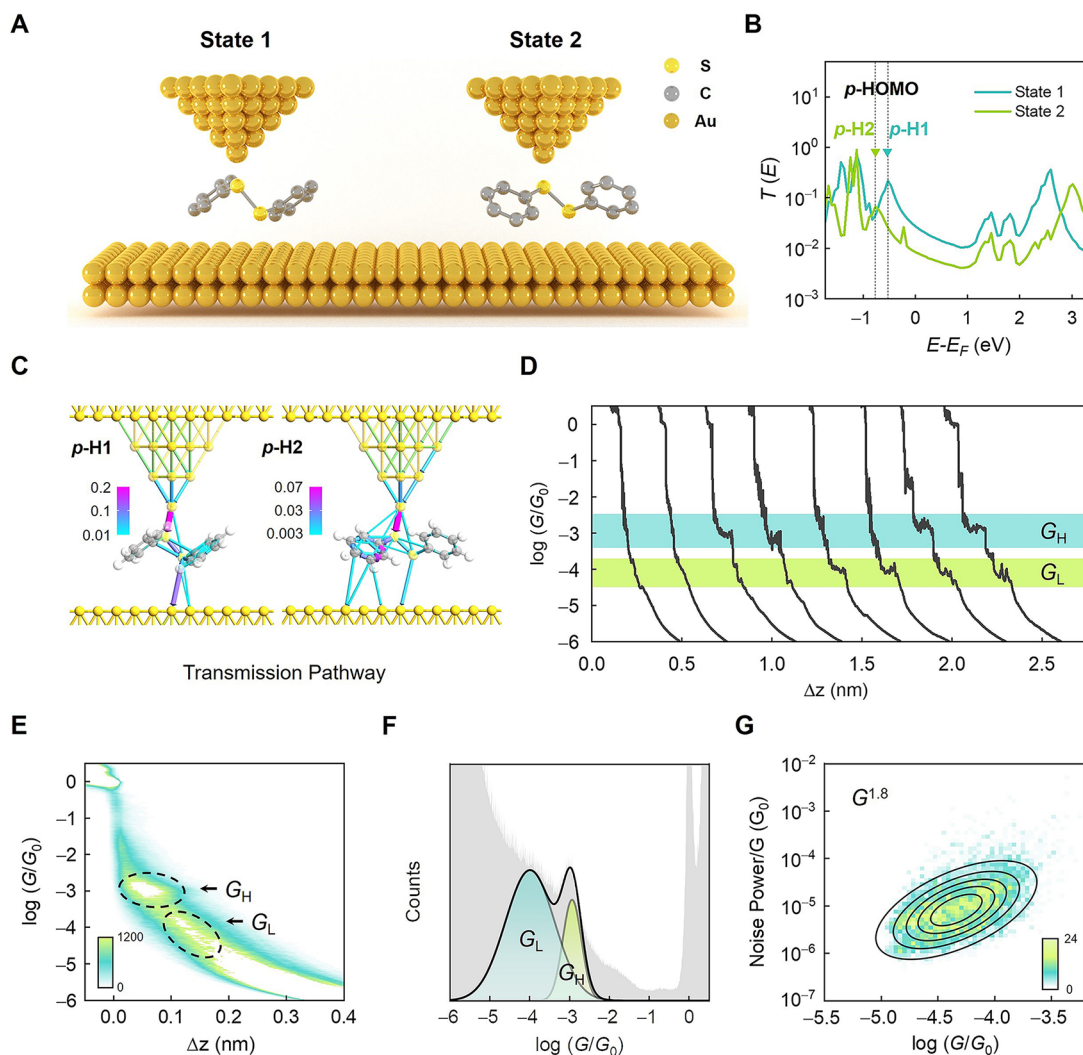 A
State 1
State 2
S
C
Au
B
p-HOMO
p-H2
p-H1
State 1
State 2
T (E)
10¹
10⁰
10⁻¹
10⁻²
10⁻³
−1 0 1 2 3
E-E_F (eV)
C
p-H1
0.2
0.1
0.01
p-H2
0.07
0.03
0.003
Transmission Pathway
D
log (G/G₀)
0
−1
−2
−3
−4
−5
−6
G_H
G_L
0.0 0.5 1.0 1.5 2.0 2.5
Δz (nm)
E
log (G/G₀)
0
−1
−2
−3
−4
−5
−6
G_H
G_L
1200
0
0.0 0.1 0.2 0.3 0.4
Δz (nm)
F
Counts
G_L
G_H
−6 −5 −4 −3 −2 −1 0
log (G/G₀)
G
Noise Power/G (G₀)
10⁻²
10⁻³
10⁻⁴
10⁻⁵
10⁻⁶
10⁻⁷
G¹·⁸
24
0
−5.5 −5.0 −4.5 −4.0 −3.5
log (G/G₀)